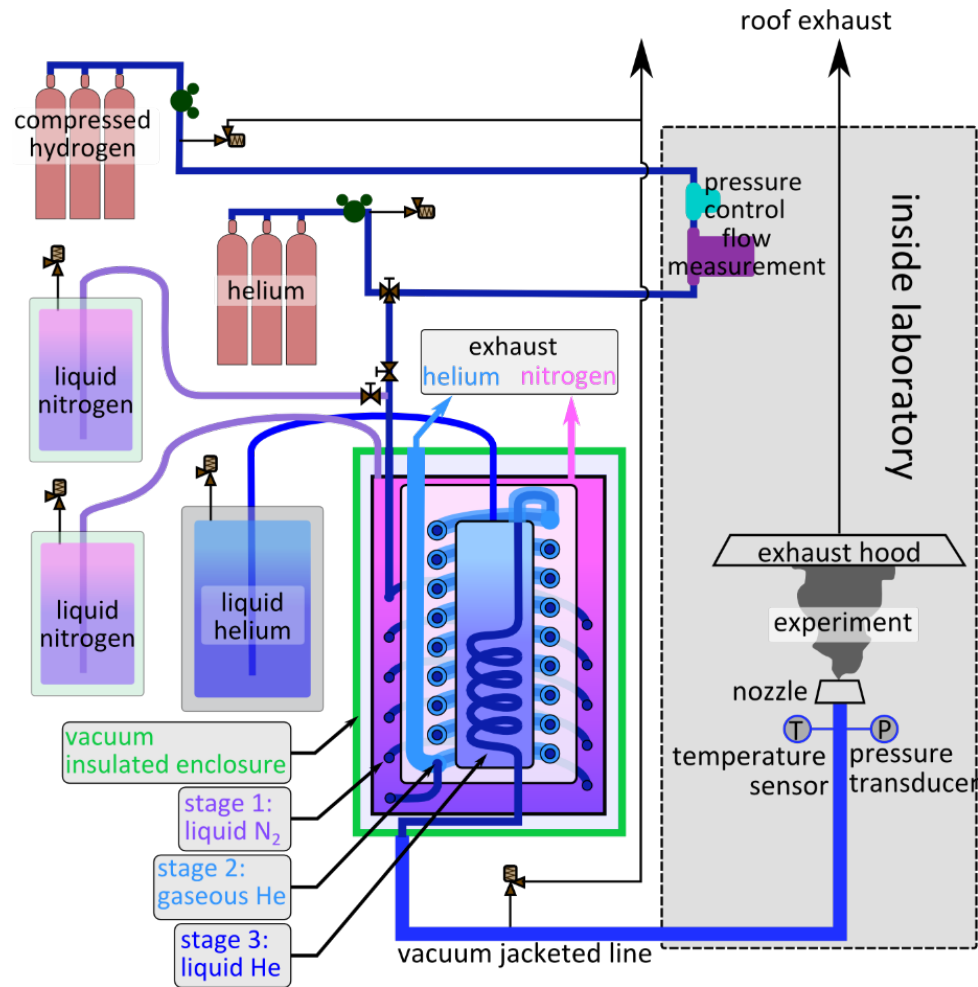 roof exhaust
compressed
hydrogen
pressure
control
flow
measurement
inside laboratory
helium
exhaust
helium nitrogen
liquid
nitrogen
liquid
nitrogen
liquid
helium
exhaust hood
experiment
nozzle
T
P
temperature
sensor
pressure
transducer
vacuum
insulated enclosure
stage 1:
liquid N₂
stage 2:
gaseous He
stage 3:
liquid He
vacuum jacketed line